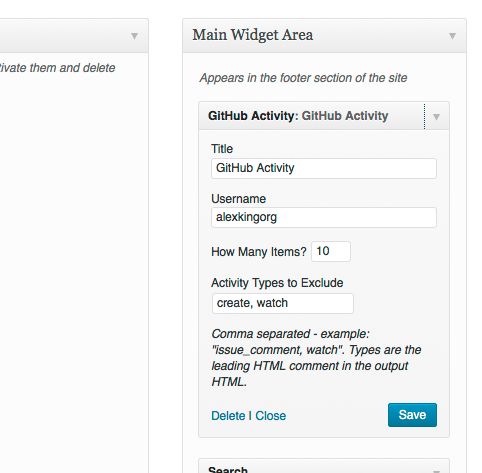 Main Widget Area
tivate them and delete
Appears in the footer section of the site
GitHub Activity: GitHub Activity
Title
GitHub Activity
Username
alexkingorg
How Many Items? 10
Activity Types to Exclude
create, watch
Comma separated - example:
"issue_comment, watch". Types are the
leading HTML comment in the output
HTML.
Delete | Close
Save
Search